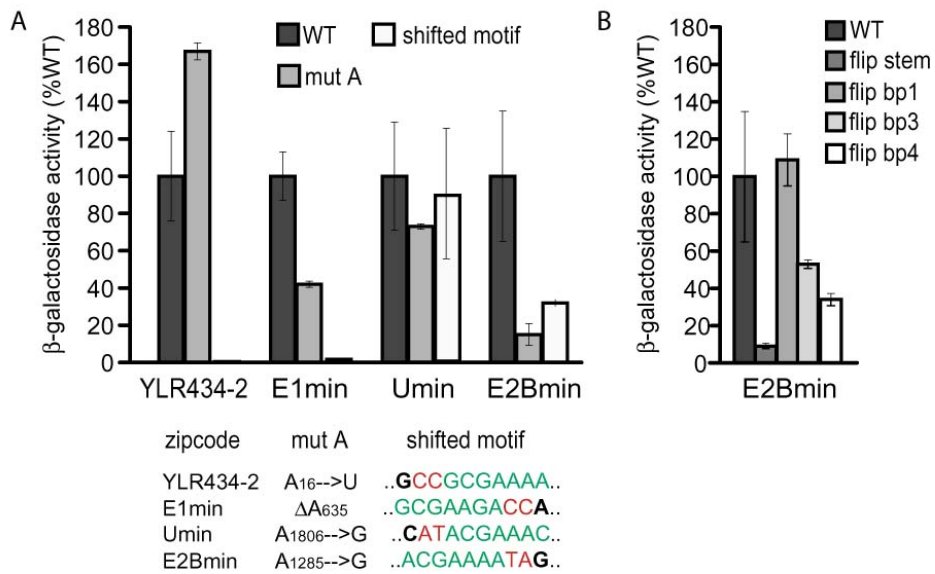 A
β-galactosidase activity (%WT)
180
160
140
120
100
80
60
40
20
0
WT
shifted motif
mut A
YLR434-2
E1min
Umin
E2Bmin
B
β-galactosidase activity (%WT)
180
160
140
120
100
80
60
40
20
0
WT
flip stem
flip bp1
flip bp3
flip bp4
E2Bmin
zipcode mut A shifted motif
YLR434-2 A16-->U ..GCCGCGAAAA..
E1min ΔA635 ..GCGAAGACCA..
Umin A1806-->G ..CATACGAAAC..
E2Bmin A1285-->G ..ACGAAAATAG..